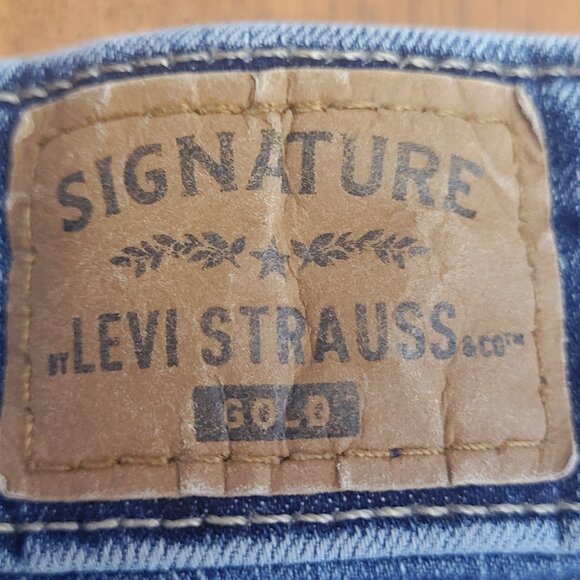 SIGNATURE
BY LEVI STRAUSS & CO™
GOLD